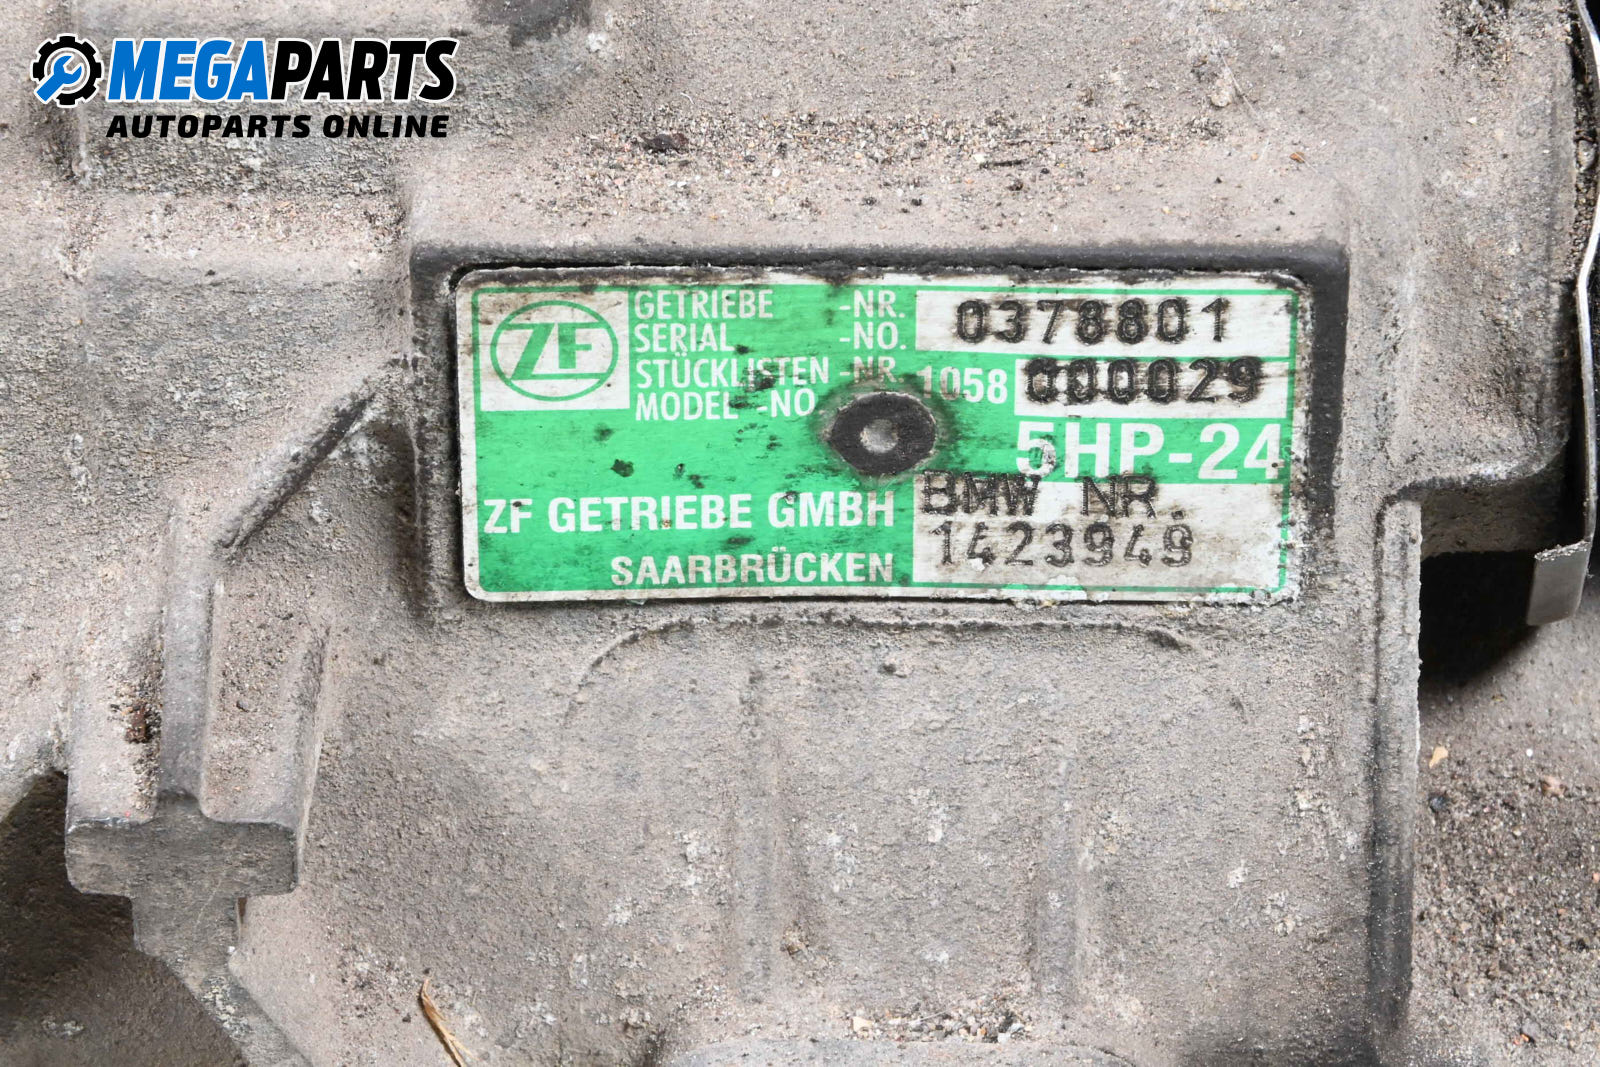 MEGAPARTS
AUTOPARTS ONLINE
ZF
GETRIEBE -NR. 0378801
SERIAL -NO.
STÜCKLISTEN -NR. 1058 000029
MODEL -NO
5HP-24
ZF GETRIEBE GMBH BMW NR.
SAARBRÜCKEN 1423949